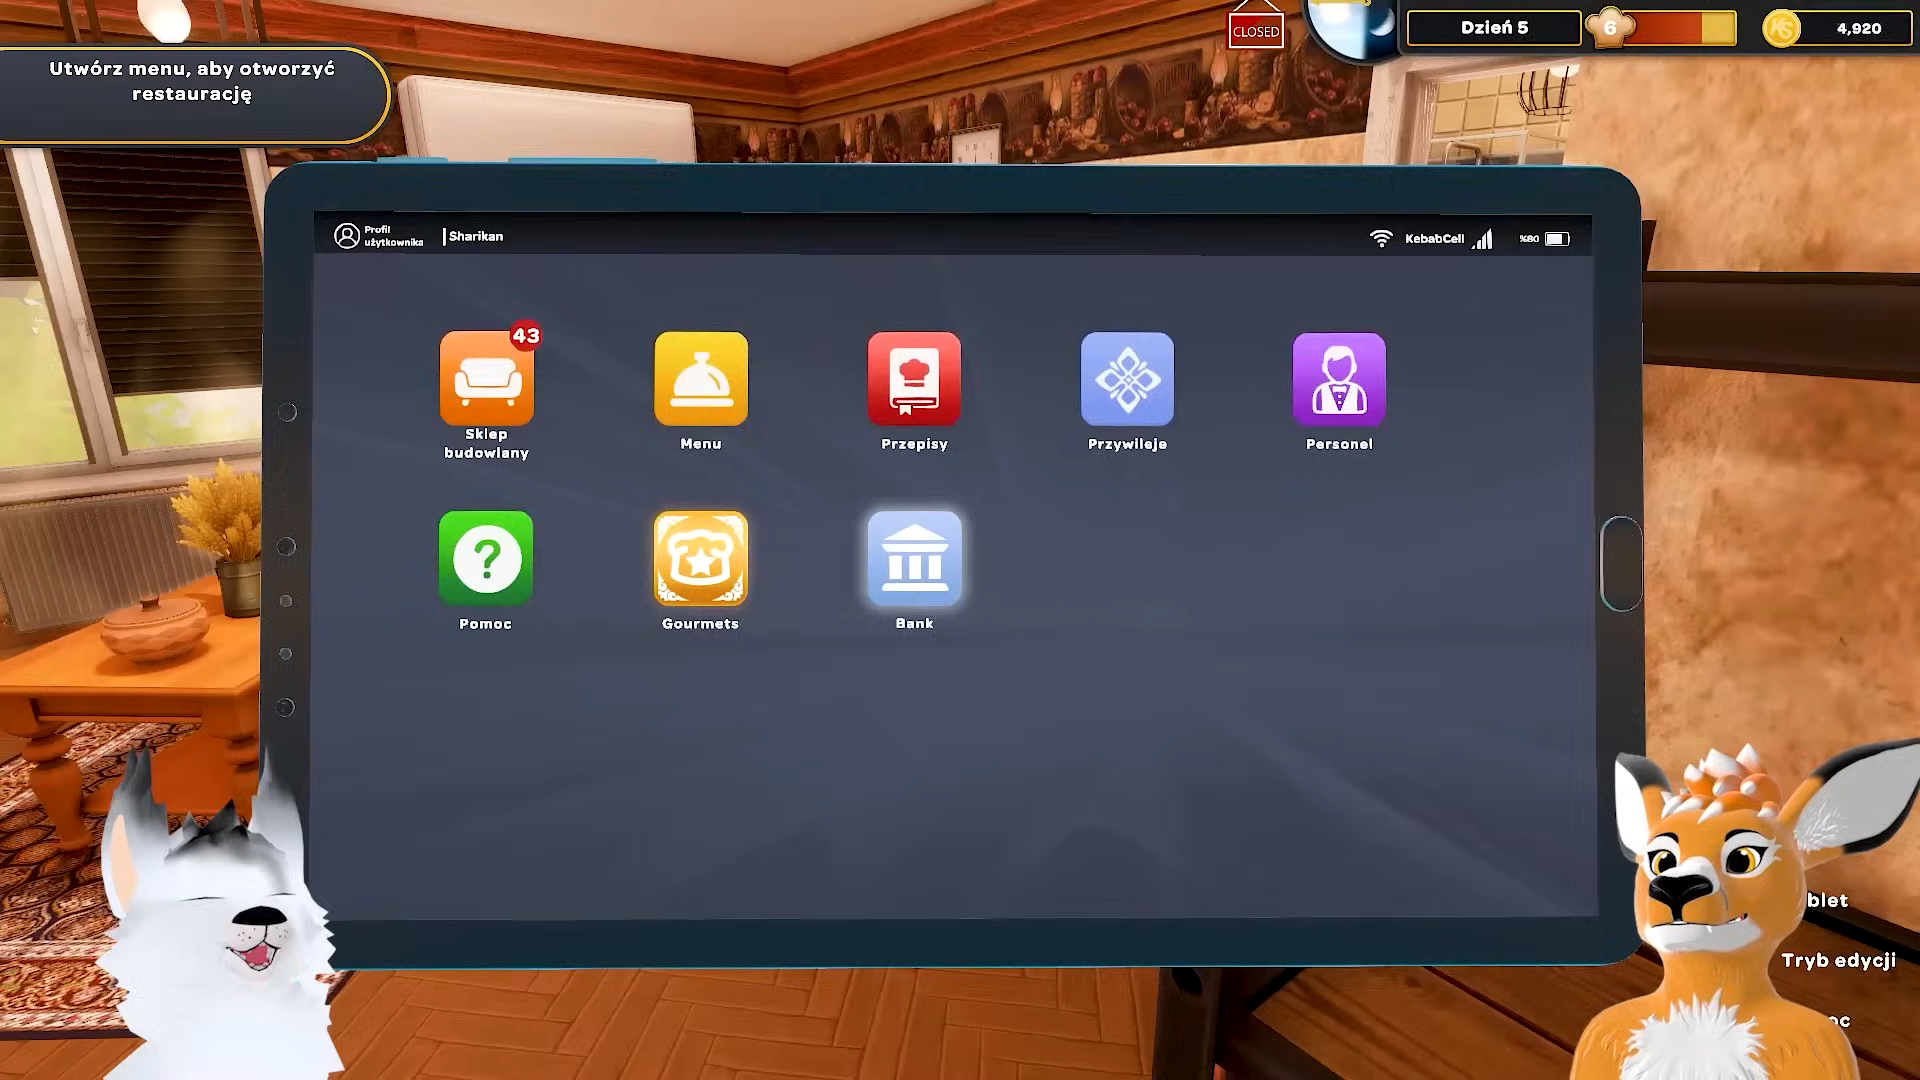 Utwórz menu, aby otworzyć
restaurację
CLOSED
Dzień 5
6
4,920
Profil
użytkownika
Sharikan
KebabCell
%80
43
Sklep
budowlany
Menu
Przepisy
Przywileje
Personel
Pomoc
Gourmets
Bank
blet
Tryb edycji
oc